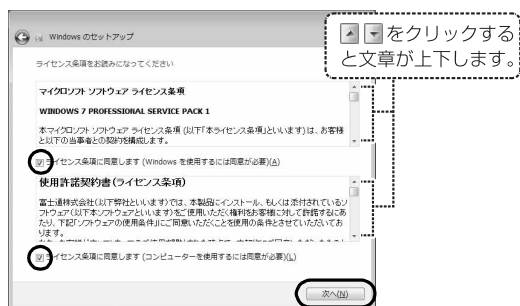 Windows のセットアップ
▲ ▼ をクリックする
と文章が上下します。
ライセンス条項をお読みになってください
マイクロソフト ソフトウェア ライセンス条項
WINDOWS 7 PROFESSIONAL SERVICE PACK 1
本マイクロソフト ソフトウェア ライセンス条項 (以下「本ライセンス条項」といいます) は、お客様
と以下の当事者との契約を構成します。
ライセンス条項に同意します (Windows を使用するには同意が必要)(A)
使用許諾契約書(ライセンス条項)
富士通株式会社(以下弊社といいます)では、本製品にインストール、もしくは添付されているソ
フトウェア(以下本ソフトウェアといいます)をご使用いただく権利をお客様に対して許諾するにあ
たり、下記「ソフトウェアの使用条件」にご同意いただくことを使用の条件とさせていただいてお
ります。
ライセンス条項に同意します (コンピューターを使用するには同意が必要)(L)
次へ(N)